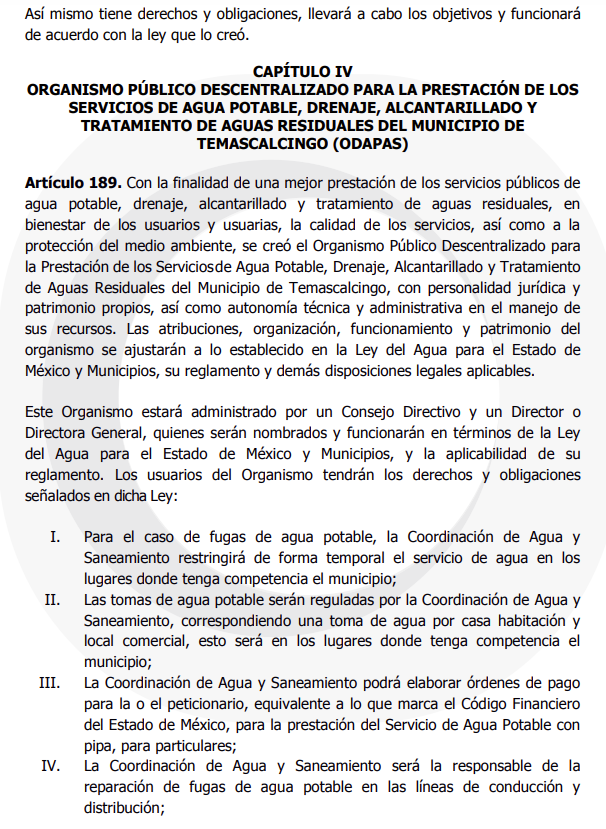 Así mismo tiene derechos y obligaciones, llevará a cabo los objetivos y funcionará
de acuerdo con la ley que lo creó.
CAPÍTULO IV
ORGANISMO PÚBLICO DESCENTRALIZADO PARA LA PRESTACIÓN DE LOS
SERVICIOS DE AGUA POTABLE, DRENAJE, ALCANTARILLADO Y
TRATAMIENTO DE AGUAS RESIDUALES DEL MUNICIPIO DE
TEMASCALCINGO (ODAPAS)
Artículo 189. Con la finalidad de una mejor prestación de los servicios públicos de
agua potable, drenaje, alcantarillado y tratamiento de aguas residuales, en
bienestar de los usuarios y usuarias, la calidad de los servicios, así como a la
protección del medio ambiente, se creó el Organismo Público Descentralizado para
la Prestación de los Serviciosde Agua Potable, Drenaje, Alcantarillado y Tratamiento
de Aguas Residuales del Municipio de Temascalcingo, con personalidad jurídica y
patrimonio propios, así como autonomía técnica y administrativa en el manejo de
sus recursos. Las atribuciones, organización, funcionamiento y patrimonio del
organismo se ajustarán a lo establecido en la Ley del Agua para el Estado de
México y Municipios, su reglamento y demás disposiciones legales aplicables.
Este Organismo estará administrado por un Consejo Directivo y un Director o
Directora General, quienes serán nombrados y funcionarán en términos de la Ley
del Agua para el Estado de México y Municipios, y la aplicabilidad de su
reglamento. Los usuarios del Organismo tendrán los derechos y obligaciones
señalados en dicha Ley:
I. Para el caso de fugas de agua potable, la Coordinación de Agua y
Saneamiento restringirá de forma temporal el servicio de agua en los
lugares donde tenga competencia el municipio;
II. Las tomas de agua potable serán reguladas por la Coordinación de Agua y
Saneamiento, correspondiendo una toma de agua por casa habitación y
local comercial, esto será en los lugares donde tenga competencia el
municipio;
III. La Coordinación de Agua y Saneamiento podrá elaborar órdenes de pago
para la o el peticionario, equivalente a lo que marca el Código Financiero
del Estado de México, para la prestación del Servicio de Agua Potable con
pipa, para particulares;
IV. La Coordinación de Agua y Saneamiento será la responsable de la
reparación de fugas de agua potable en las líneas de conducción y
distribución;